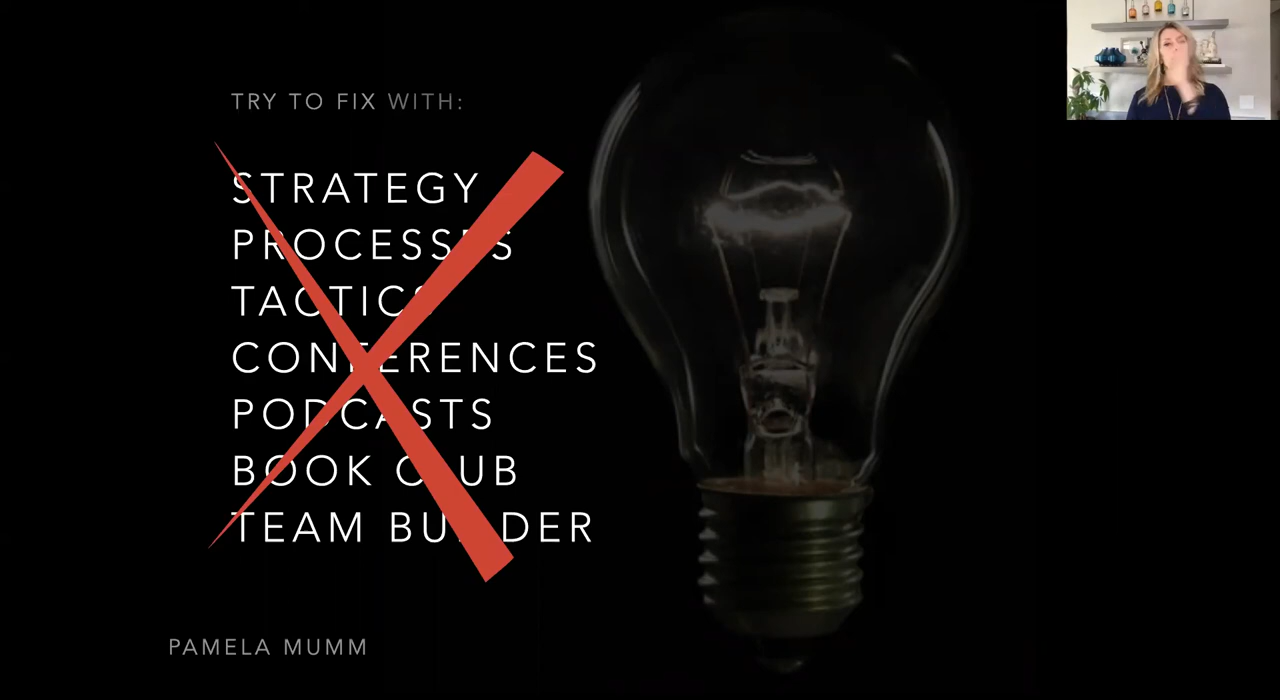 TRY TO FIX WITH:
STRATEGY
PROCESSES
TACTICS
CONFERENCES
PODCASTS
BOOK CLUB
TEAM BUILDER
PAMELA MUMM